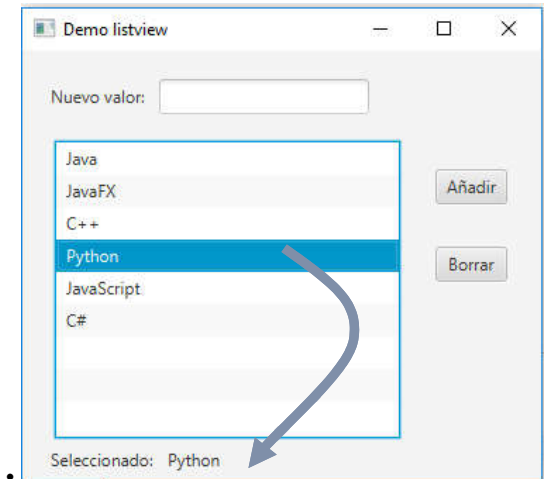 Demo listview
Nuevo valor:
Java
JavaFX
C++
Python
JavaScript
C#
Añadir
Borrar
Seleccionado: Python